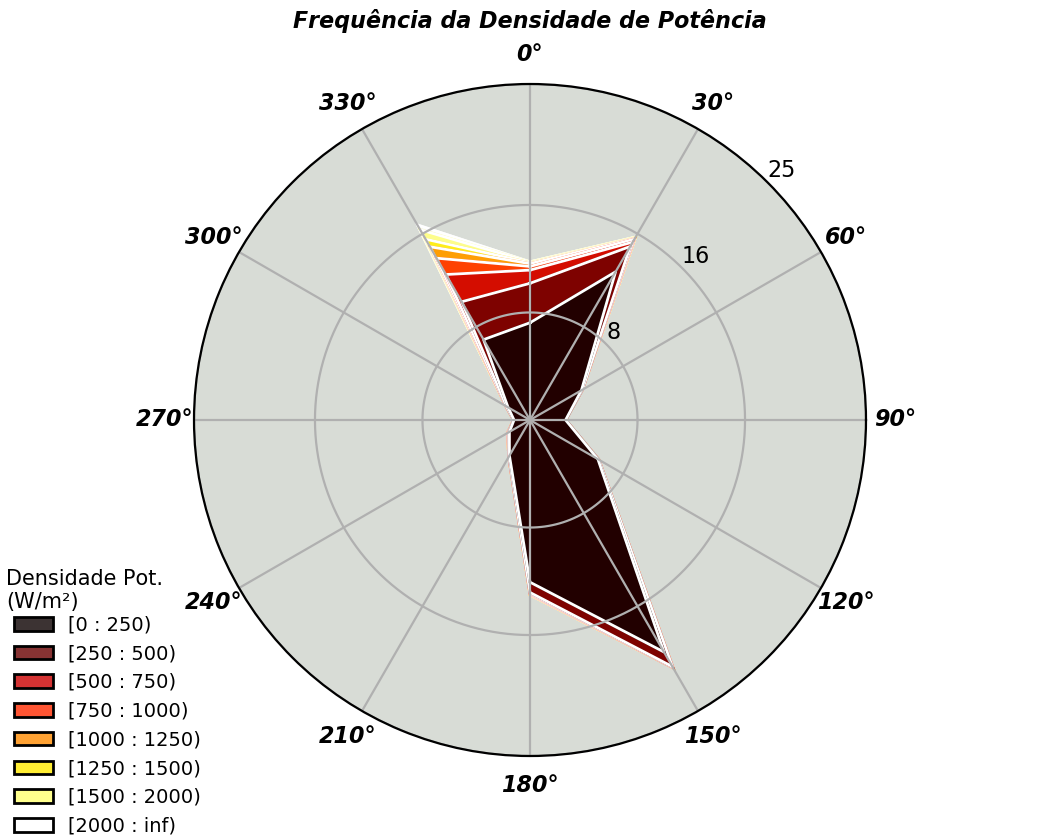 Frequência da Densidade de Potência
0°
330°
30°
25
300°
60°
16
8
270°
90°
240°
120°
210°
150°
180°
Densidade Pot.
(W/m²)
[0 : 250)
[250 : 500)
[500 : 750)
[750 : 1000)
[1000 : 1250)
[1250 : 1500)
[1500 : 2000)
[2000 : inf)